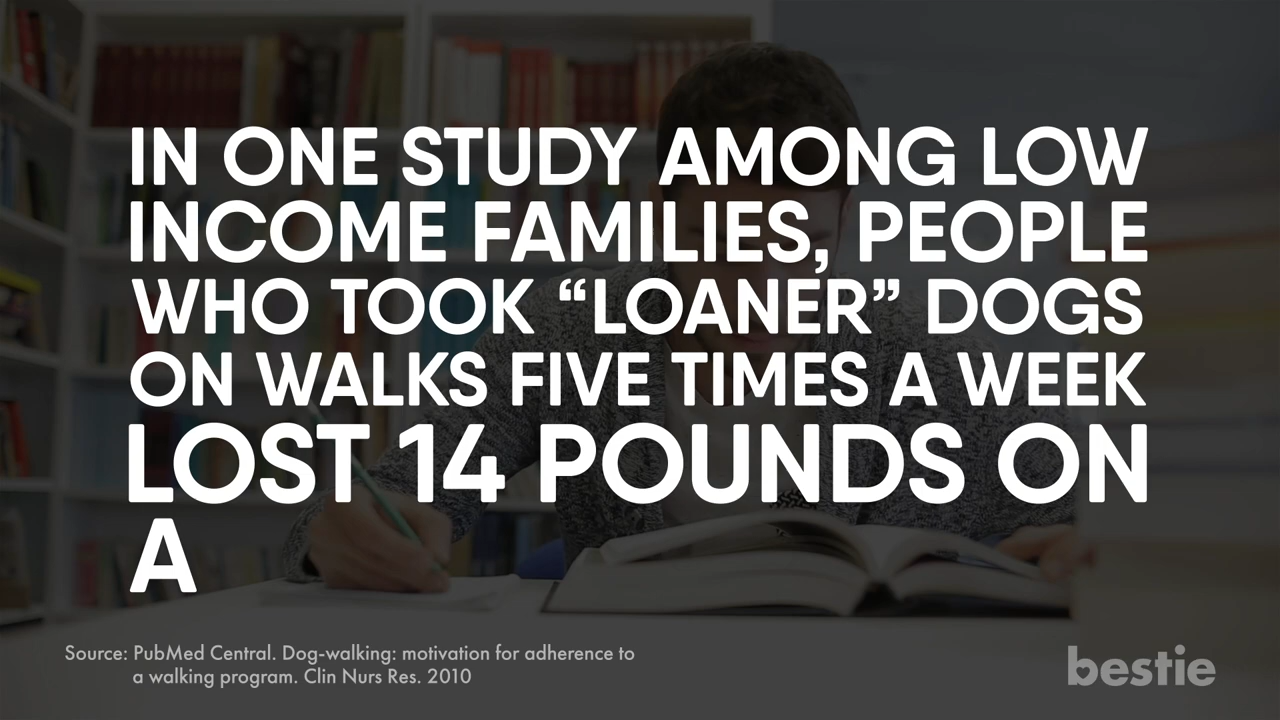 IN ONE STUDY AMONG LOW
INCOME FAMILIES, PEOPLE
WHO TOOK “LOANER” DOGS
ON WALKS FIVE TIMES A WEEK
LOST 14 POUNDS ON
A
Source: PubMed Central. Dog-walking: motivation for adherence to
a walking program. Clin Nurs Res. 2010
bestie